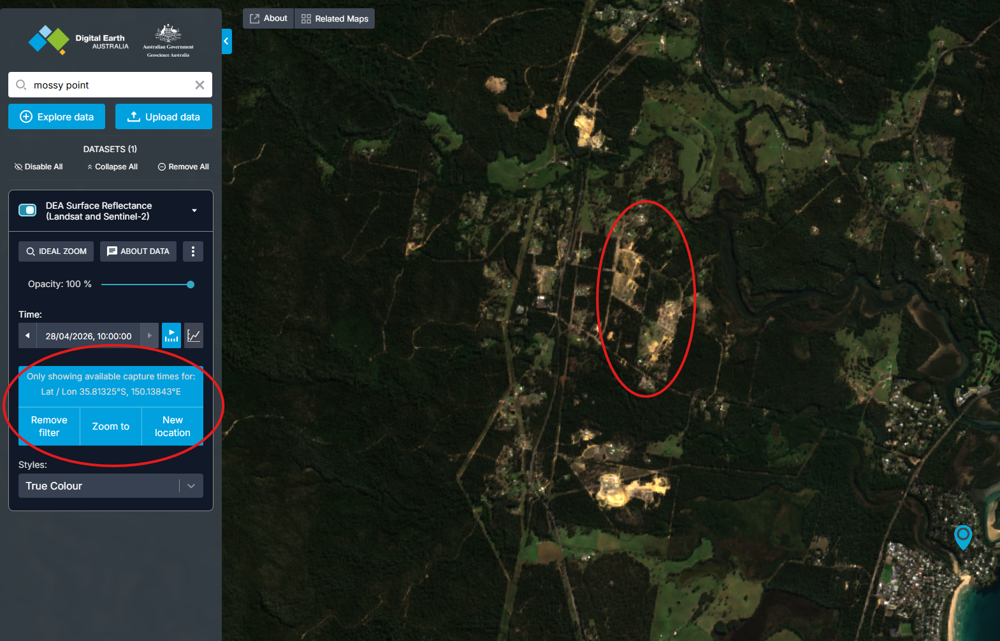 About
Related Maps
Digital Earth
AUSTRALIA
Australian Government
Geoscience Australia
mossy point
Explore data
Upload data
DATASETS (1)
Disable All
Collapse All
Remove All
DEA Surface Reflectance
(Landsat and Sentinel-2)
IDEAL ZOOM
ABOUT DATA
Opacity: 100 %
Time:
28/04/2026, 10:00:00
Only showing available capture times for:
Lat / Lon 35.81325°S, 150.13843°E
Remove
filter
Zoom to
New
location
Styles:
True Colour